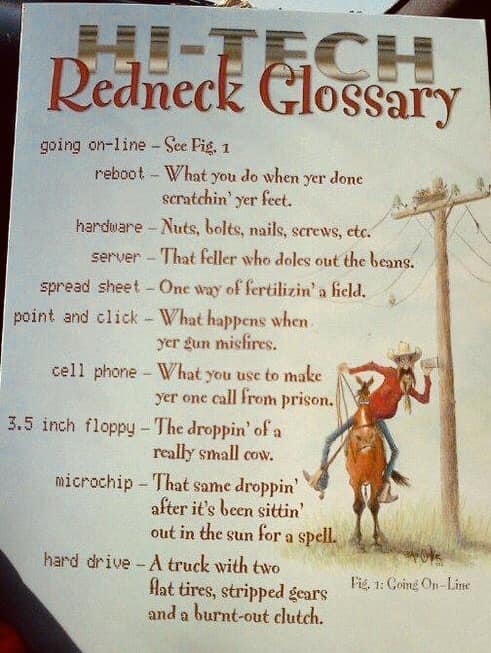 HI-TECH
Redneck Glossary
going on-line – See Fig. 1
reboot – What you do when yer done
scratchin' yer feet.
hardware – Nuts, bolts, nails, screws, etc.
server – That feller who doles out the beans.
spread sheet – One way of fertilizin' a field.
point and click – What happens when
yer gun misfires.
cell phone – What you use to make
yer one call from prison.
3.5 inch floppy – The droppin' of a
really small cow.
microchip – That same droppin'
after it's been sittin'
out in the sun for a spell.
hard drive – A truck with two
flat tires, stripped gears
and a burnt-out clutch.
Fig. 1: Going On-Line